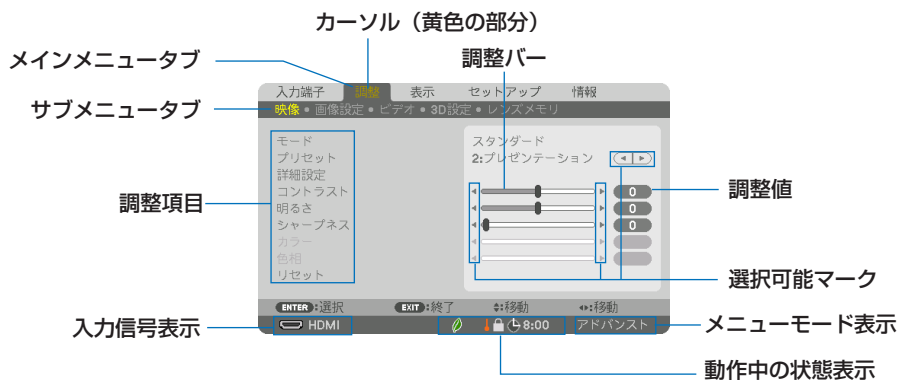 カーソル（黄色の部分）
メインメニュータブ
調整バー
入力端子 調整 表示 セットアップ 情報
サブメニュータブ
映像 • 画像設定 • ビデオ • 3D設定 • レンズメモリ
モード スタンダード
プリセット 2:プレゼンテーション
詳細設定
調整項目
コントラスト 0
調整値
明るさ 0
シャープネス 0
カラー
色相
リセット
選択可能マーク
ENTER :選択 EXIT :終了 :移動 :移動
入力信号表示
HDMI 8:00 アドバンスト
メニューモード表示
動作中の状態表示